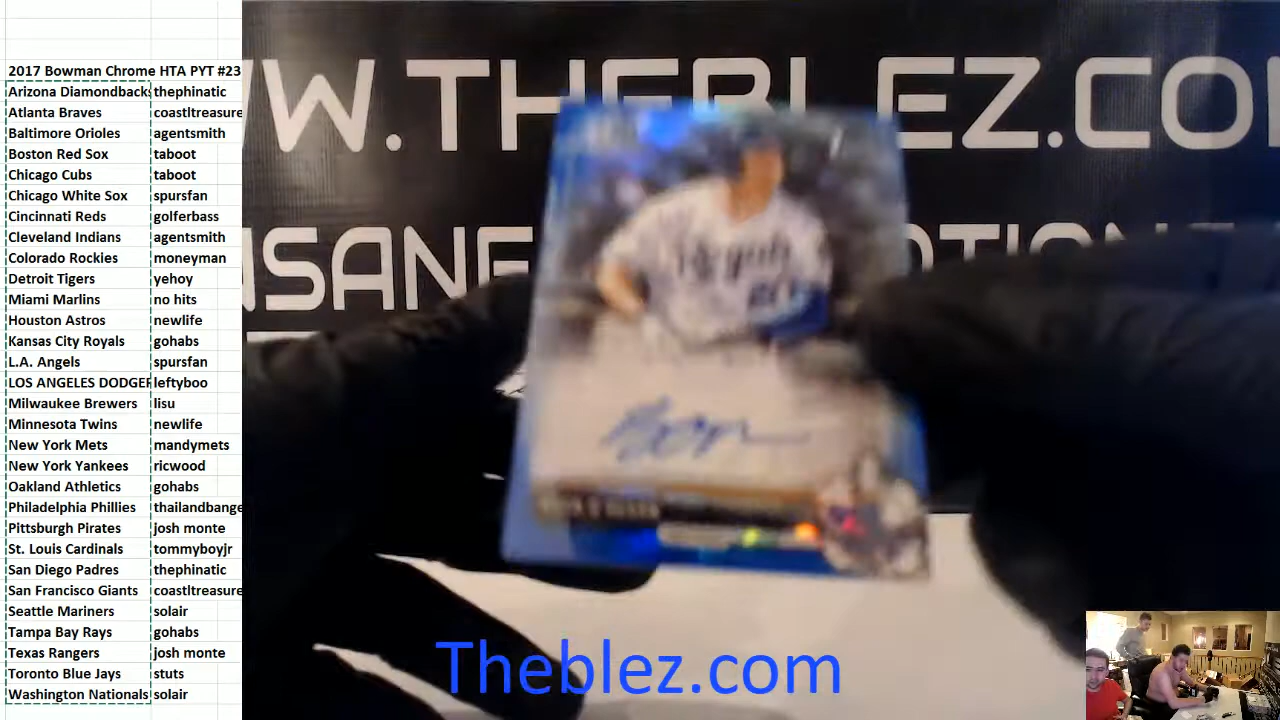 2017 Bowman Chrome HTA PYT #23
Arizona Diamondbacks thephinatic
Atlanta Braves coastltreasure
Baltimore Orioles agentsmith
Boston Red Sox taboot
Chicago Cubs taboot
Chicago White Sox spursfan
Cincinnati Reds golferbass
Cleveland Indians agentsmith
Colorado Rockies moneyman
Detroit Tigers yehoy
Miami Marlins no hits
Houston Astros newlife
Kansas City Royals gohabs
L.A. Angels spursfan
LOS ANGELES DODGER leftyboo
Milwaukee Brewers lisu
Minnesota Twins newlife
New York Mets mandymets
New York Yankees ricwood
Oakland Athletics gohabs
Philadelphia Phillies thailandbange
Pittsburgh Pirates josh monte
St. Louis Cardinals tommyboyjr
San Diego Padres thephinatic
San Francisco Giants coastltreasure
Seattle Mariners solair
Tampa Bay Rays gohabs
Texas Rangers josh monte
Toronto Blue Jays stuts
Washington Nationals solair
W.THEBLEZ.CO
NSANE
Royals
Theblez.com